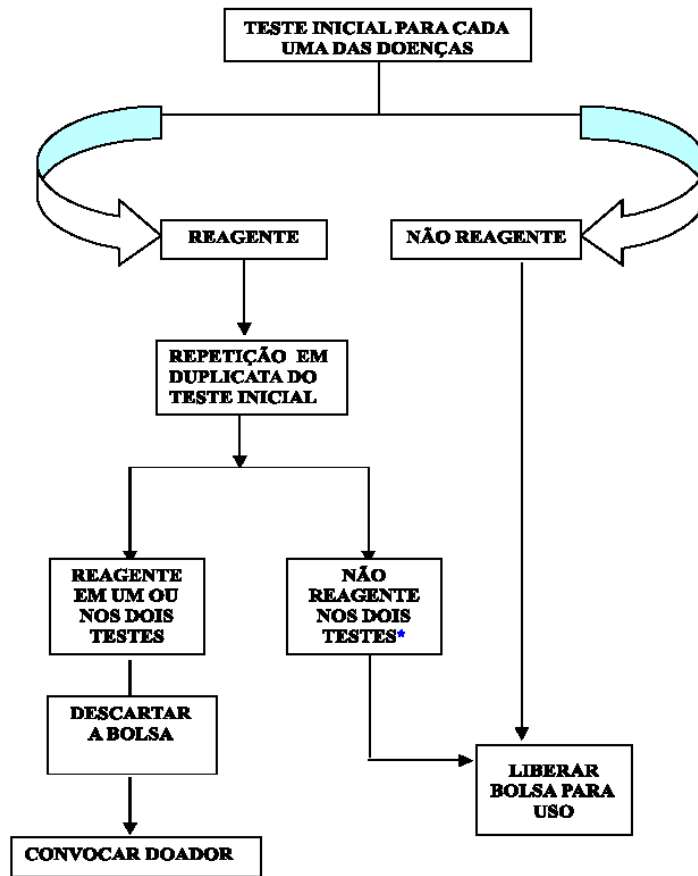 TESTE INICIAL PARA CADA
UMA DAS DOENÇAS
REAGENTE
NÃO REAGENTE
REPETIÇÃO EM
DUPLICATA DO
TESTE INICIAL
REAGENTE
EM UM OU
NOS DOIS
TESTES
NÃO
REAGENTE
NOS DOIS
TESTES*
DESCARTAR
A BOLSA
LIBERAR
BOLSA PARA
USO
CONVOCAR DOADOR